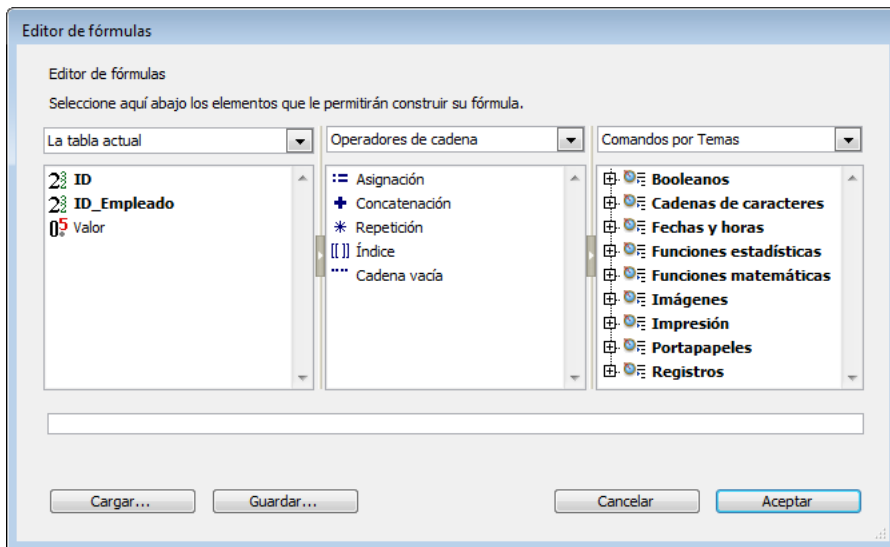 Editor de fórmulas
Editor de fórmulas
Seleccione aquí abajo los elementos que le permitirán construir su fórmula.
La tabla actual
Operadores de cadena
Comandos por Temas
ID
ID_Empleado
Valor
:= Asignación
+ Concatenación
* Repetición
[[ ]] Índice
"" Cadena vacía
Booleanos
Cadenas de caracteres
Fechas y horas
Funciones estadísticas
Funciones matemáticas
Imágenes
Impresión
Portapapeles
Registros
Cargar...
Guardar...
Cancelar
Aceptar